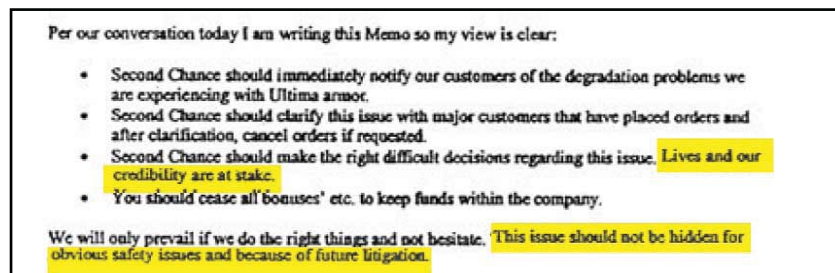 Per our conversation today I am writing this Memo so my view is clear:
• Second Chance should immediately notify our customers of the degradation problems we
are experiencing with Ultima armor.
• Second Chance should clarify this issue with major customers that have placed orders and
after clarification, cancel orders if requested.
• Second Chance should make the right difficult decisions regarding this issue. Lives and our
credibility are at stake.
• You should cease all bonuses' etc. to keep funds within the company.
We will only prevail if we do the right things and not hesitate. This issue should not be hidden for
obvious safety issues and because of future litigation.